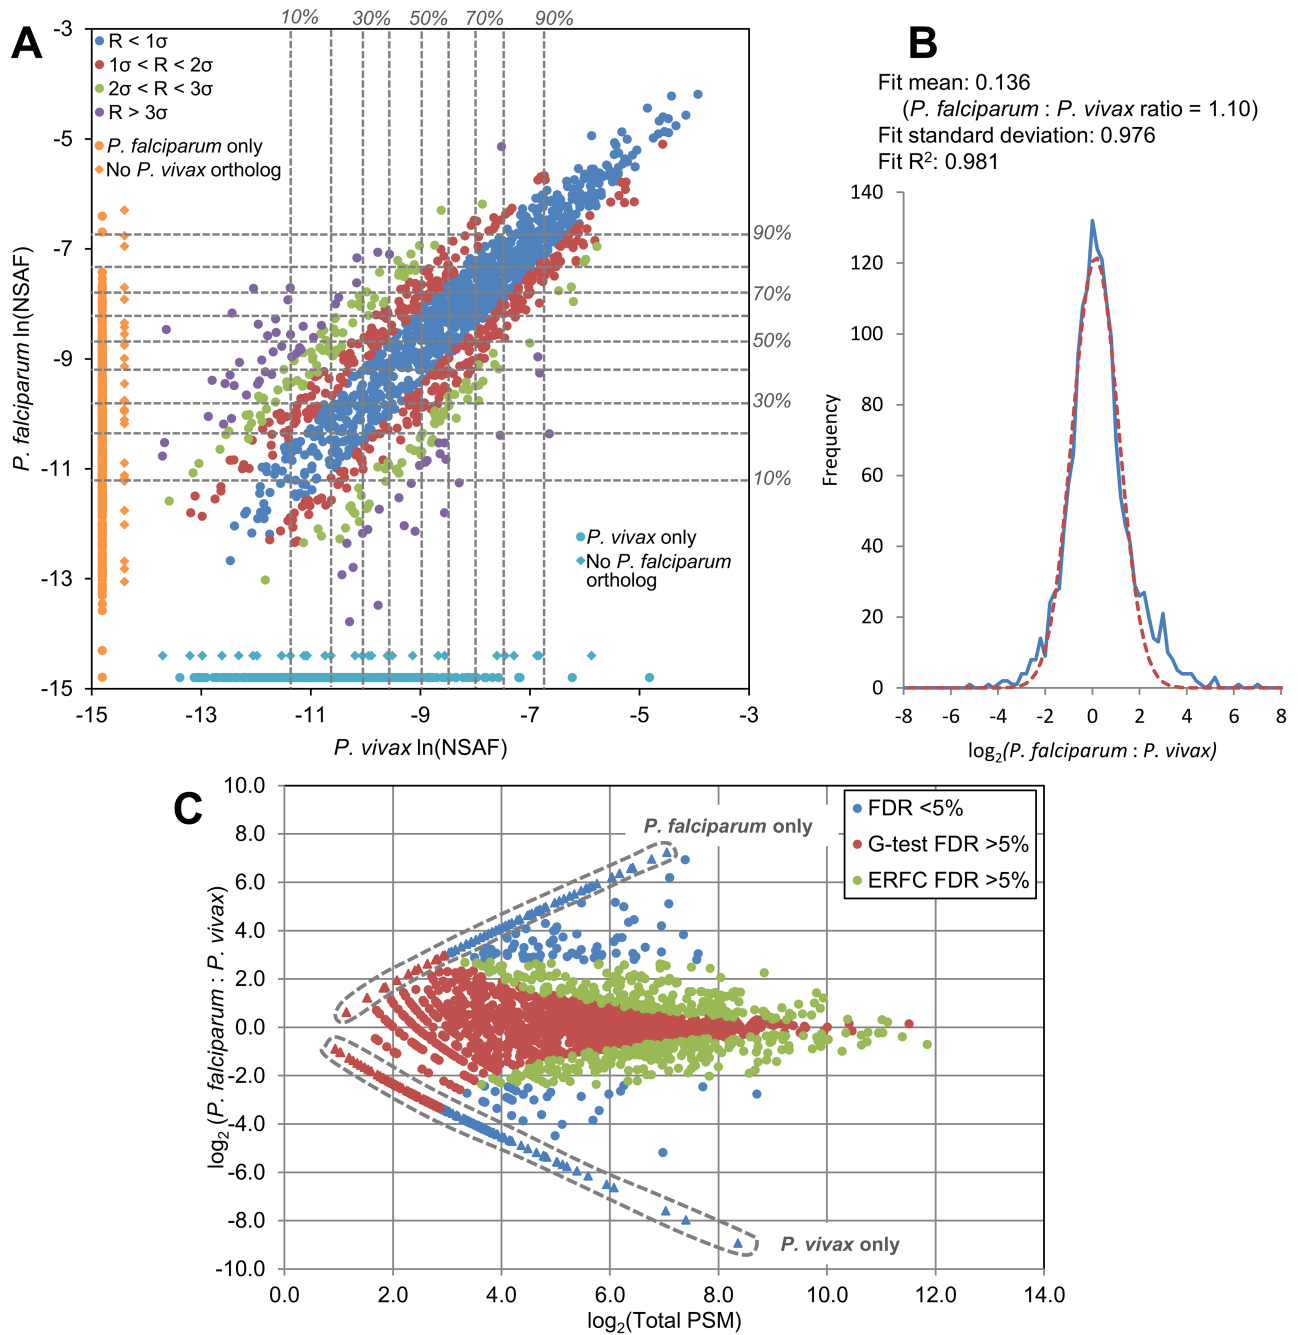 A
10% 30% 50% 70% 90%
-3
-5
-7
-9
-11
-13
-15
P. falciparum ln(NSAF)
R < 1σ
1σ < R < 2σ
2σ < R < 3σ
R > 3σ
P. falciparum only
No P. vivax ortholog
90%
70%
50%
30%
10%
P. vivax only
No P. falciparum
ortholog
-15 -13 -11 -9 -7 -5 -3
P. vivax ln(NSAF)
B
Fit mean: 0.136
(P. falciparum : P. vivax ratio = 1.10)
Fit standard deviation: 0.976
Fit R²: 0.981
140
120
100
80
60
40
20
0
Frequency
-8 -6 -4 -2 0 2 4 6 8
log₂(P. falciparum : P. vivax)
C
10.0
8.0
6.0
4.0
2.0
0.0
-2.0
-4.0
-6.0
-8.0
-10.0
log₂ (P. falciparum : P. vivax)
P. falciparum only
FDR <5%
G-test FDR >5%
ERFC FDR >5%
P. vivax only
0.0 2.0 4.0 6.0 8.0 10.0 12.0 14.0
log₂(Total PSM)